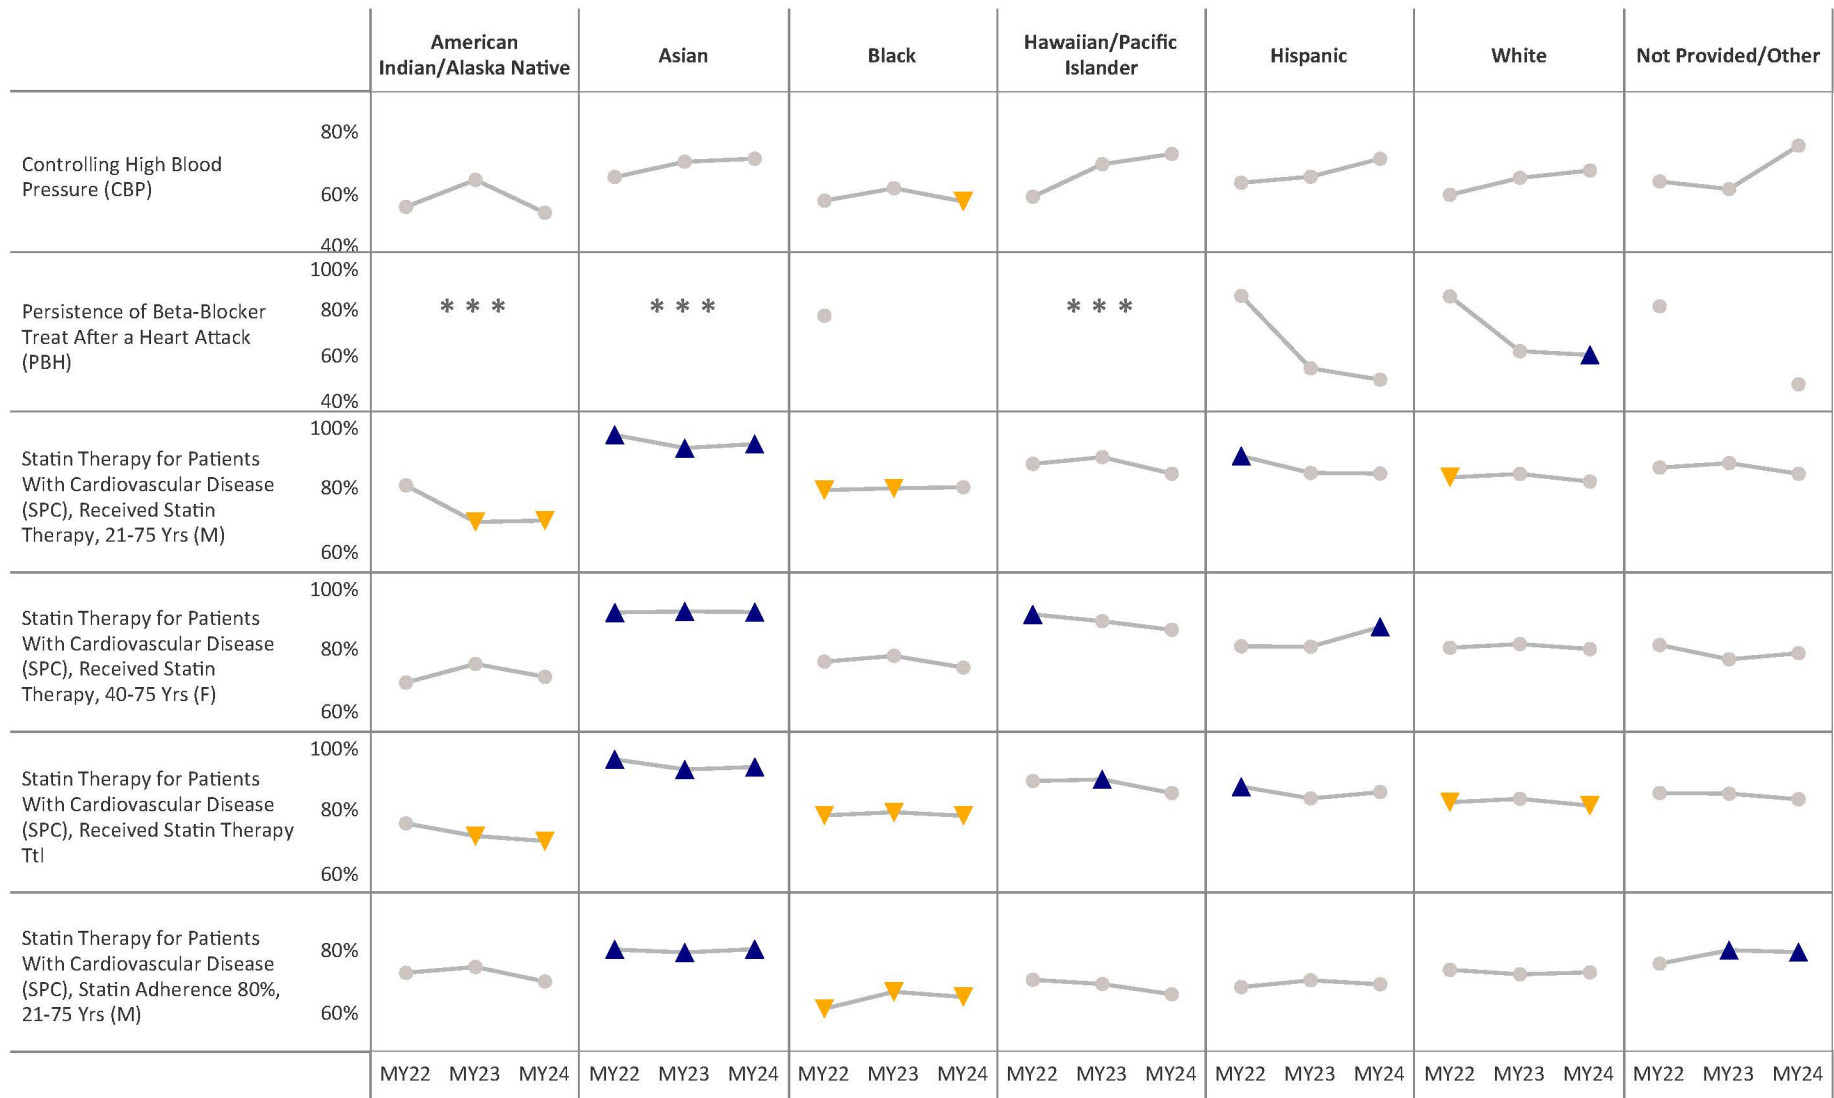 American
Indian/Alaska Native
Asian
Black
Hawaiian/Pacific
Islander
Hispanic
White
Not Provided/Other
Controlling High Blood
Pressure (CBP)
80%
60%
40%
Persistence of Beta-Blocker
Treat After a Heart Attack
(PBH)
100%
80%
60%
40%
* * *
* * *
* * *
Statin Therapy for Patients
With Cardiovascular Disease
(SPC), Received Statin
Therapy, 21-75 Yrs (M)
100%
80%
60%
Statin Therapy for Patients
With Cardiovascular Disease
(SPC), Received Statin
Therapy, 40-75 Yrs (F)
100%
80%
60%
Statin Therapy for Patients
With Cardiovascular Disease
(SPC), Received Statin Therapy
Ttl
100%
80%
60%
Statin Therapy for Patients
With Cardiovascular Disease
(SPC), Statin Adherence 80%,
21-75 Yrs (M)
80%
60%
MY22 MY23 MY24 MY22 MY23 MY24 MY22 MY23 MY24 MY22 MY23 MY24 MY22 MY23 MY24 MY22 MY23 MY24 MY22 MY23 MY24